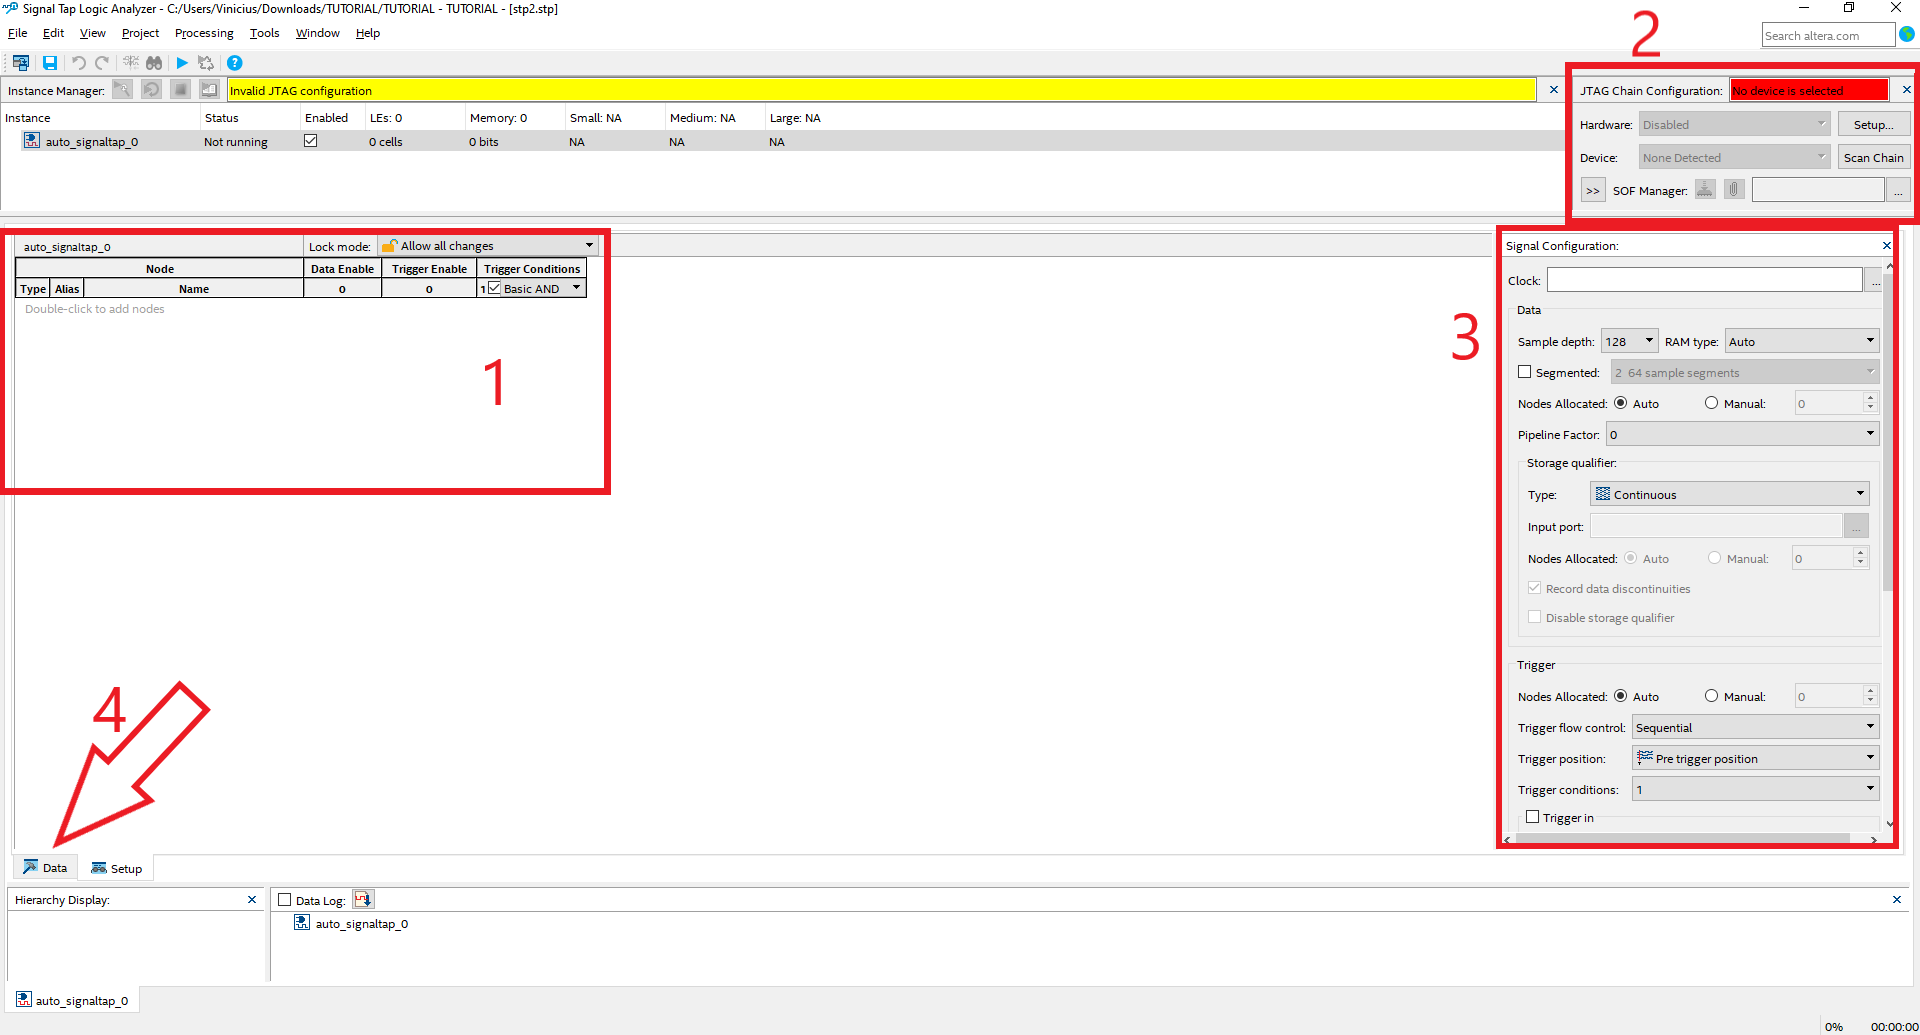 Signal Tap Logic Analyzer - C:/Users/Vinicius/Downloads/TUTORIAL/TUTORIAL - TUTORIAL - [stp2.stp]
File Edit View Project Processing Tools Window Help
Search altera.com
2
Instance Manager: Invalid JTAG configuration
JTAG Chain Configuration: No device is selected
Instance Status Enabled LEs: 0 Memory: 0 Small: NA Medium: NA Large: NA
auto_signaltap_0 Not running 0 cells 0 bits NA NA NA
Hardware: Disabled Setup...
Device: None Detected Scan Chain
>> SOF Manager: ...
auto_signaltap_0 Lock mode: Allow all changes
Node Data Enable Trigger Enable Trigger Conditions
Type Alias Name 0 0 1 Basic AND
Double-click to add nodes
1
3
Signal Configuration:
Clock: ...
Data
Sample depth: 128 RAM type: Auto
Segmented: 2 64 sample segments
Nodes Allocated: Auto Manual: 0
Pipeline Factor: 0
Storage qualifier:
Type: Continuous
Input port: ...
Nodes Allocated: Auto Manual: 0
Record data discontinuities
Disable storage qualifier
Trigger
Nodes Allocated: Auto Manual: 0
Trigger flow control: Sequential
Trigger position: Pre trigger position
Trigger conditions: 1
Trigger in
4
Data Setup
Hierarchy Display:
Data Log:
auto_signaltap_0
auto_signaltap_0
0% 00:00:00